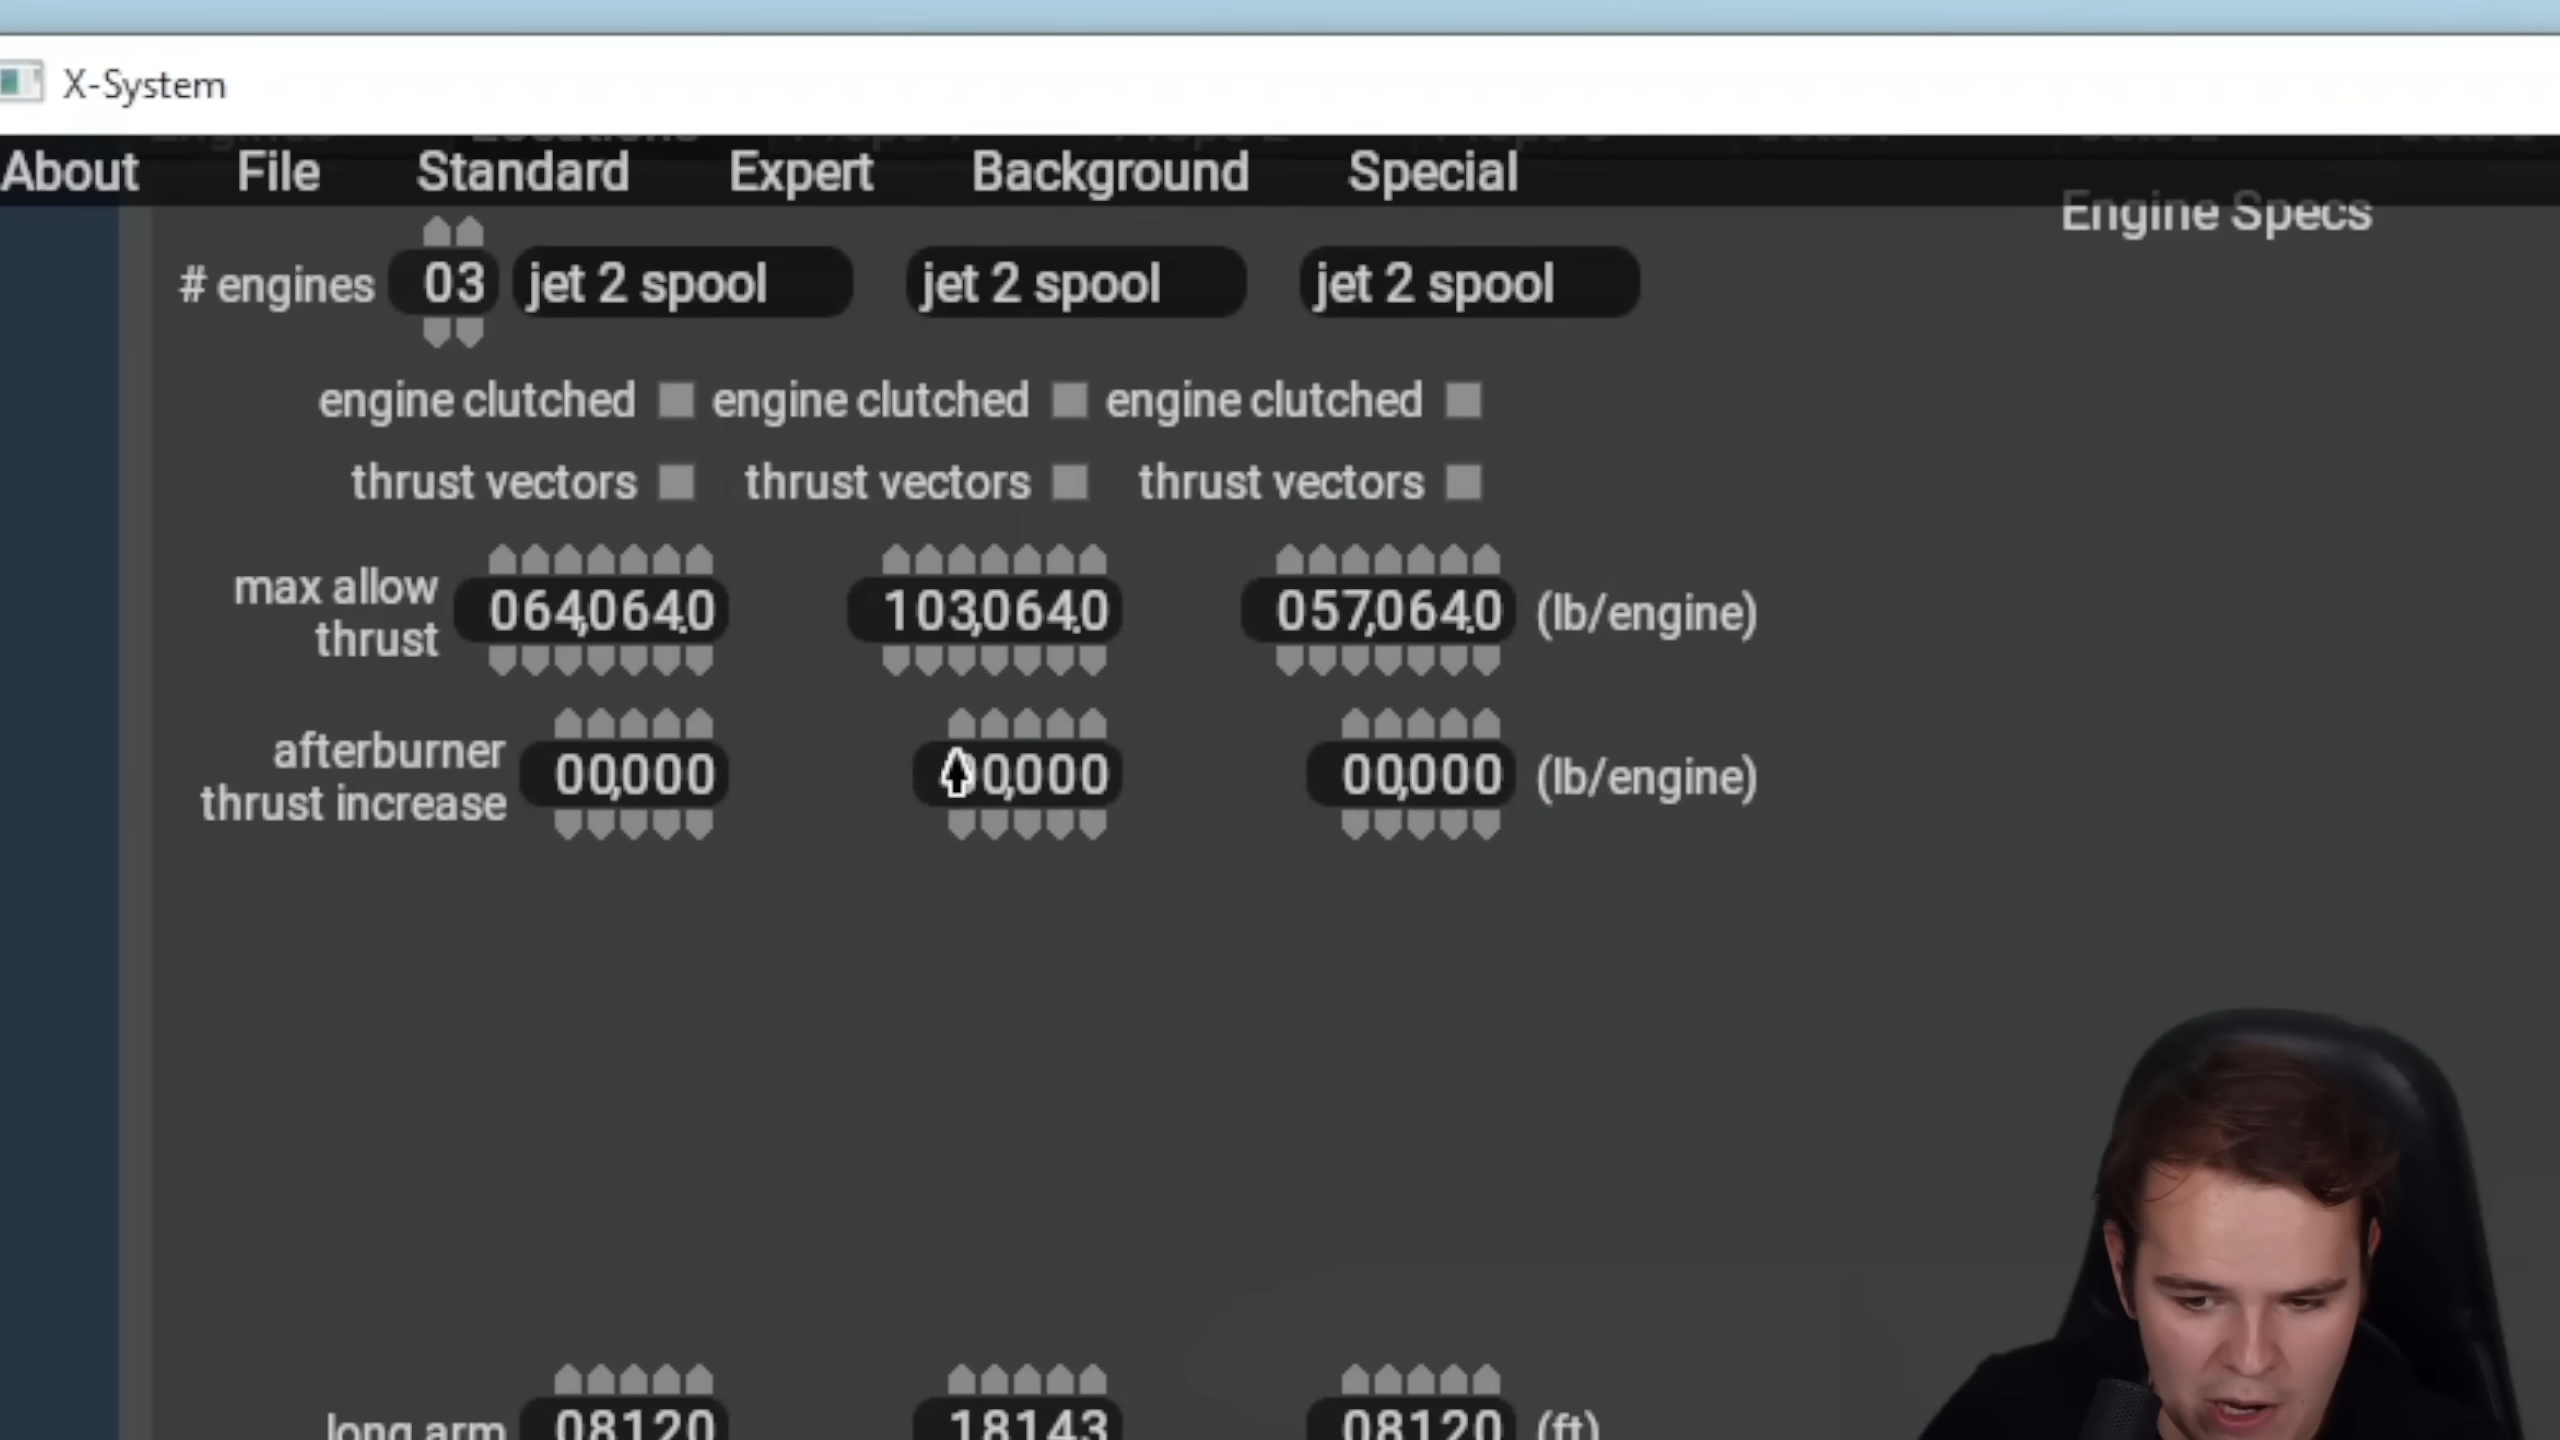 X-System
About File Standard Expert Background Special
Engine Specs
# engines 03 jet 2 spool jet 2 spool jet 2 spool
engine clutched engine clutched engine clutched
thrust vectors thrust vectors thrust vectors
max allow
thrust 064,064.0 103,064.0 057,064.0 (lb/engine)
afterburner
thrust increase 00,000 00,000 00,000 (lb/engine)
long arm 08120 18143 08120 (ft)